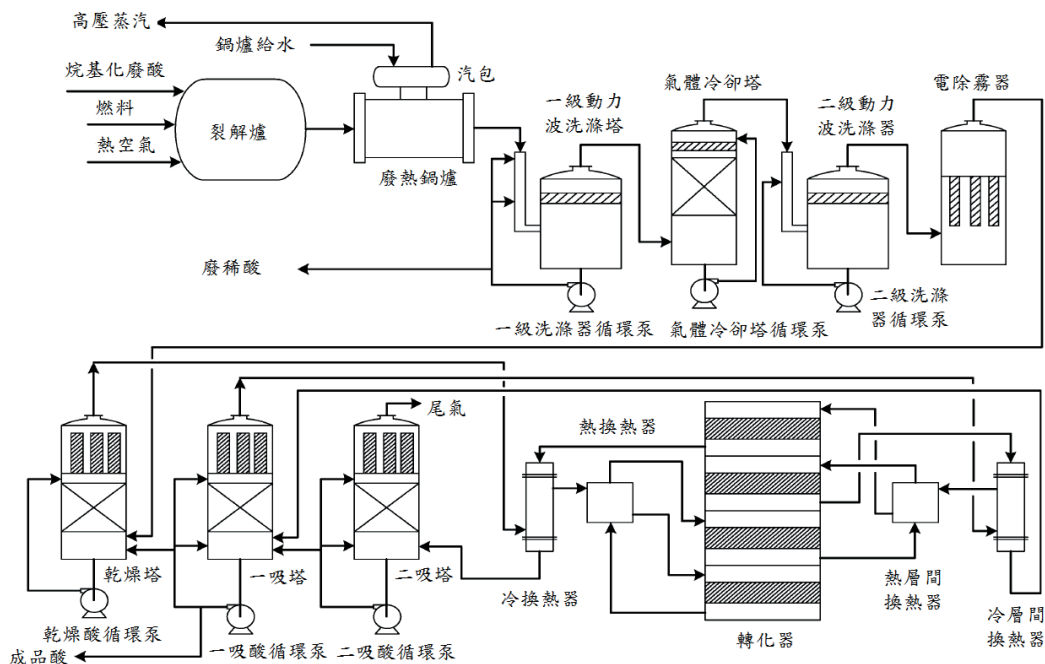 高壓蒸汽
鍋爐給水
汽包
烷基化廢酸
燃料
熱空氣
裂解爐
廢熱鍋爐
一級動力
波洗滌塔
氣體冷卻塔
二級動力
波洗滌器
電除霧器
廢稀酸
一級洗滌器循環泵
氣體冷卻塔循環泵
二級洗滌
器循環泵
尾氣
熱換熱器
乾燥塔
一吸塔
二吸塔
冷換熱器
熱層間
換熱器
冷層間
換熱器
轉化器
乾燥酸循環泵
一吸酸循環泵
二吸酸循環泵
成品酸